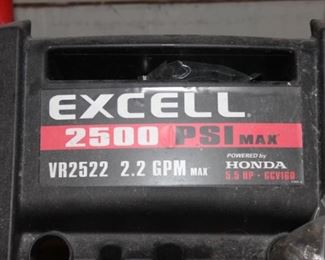 EXCELL
2500 PSI MAX
VR2522 2.2 GPM MAX
POWERED by
HONDA
5.5 HP • GCV160